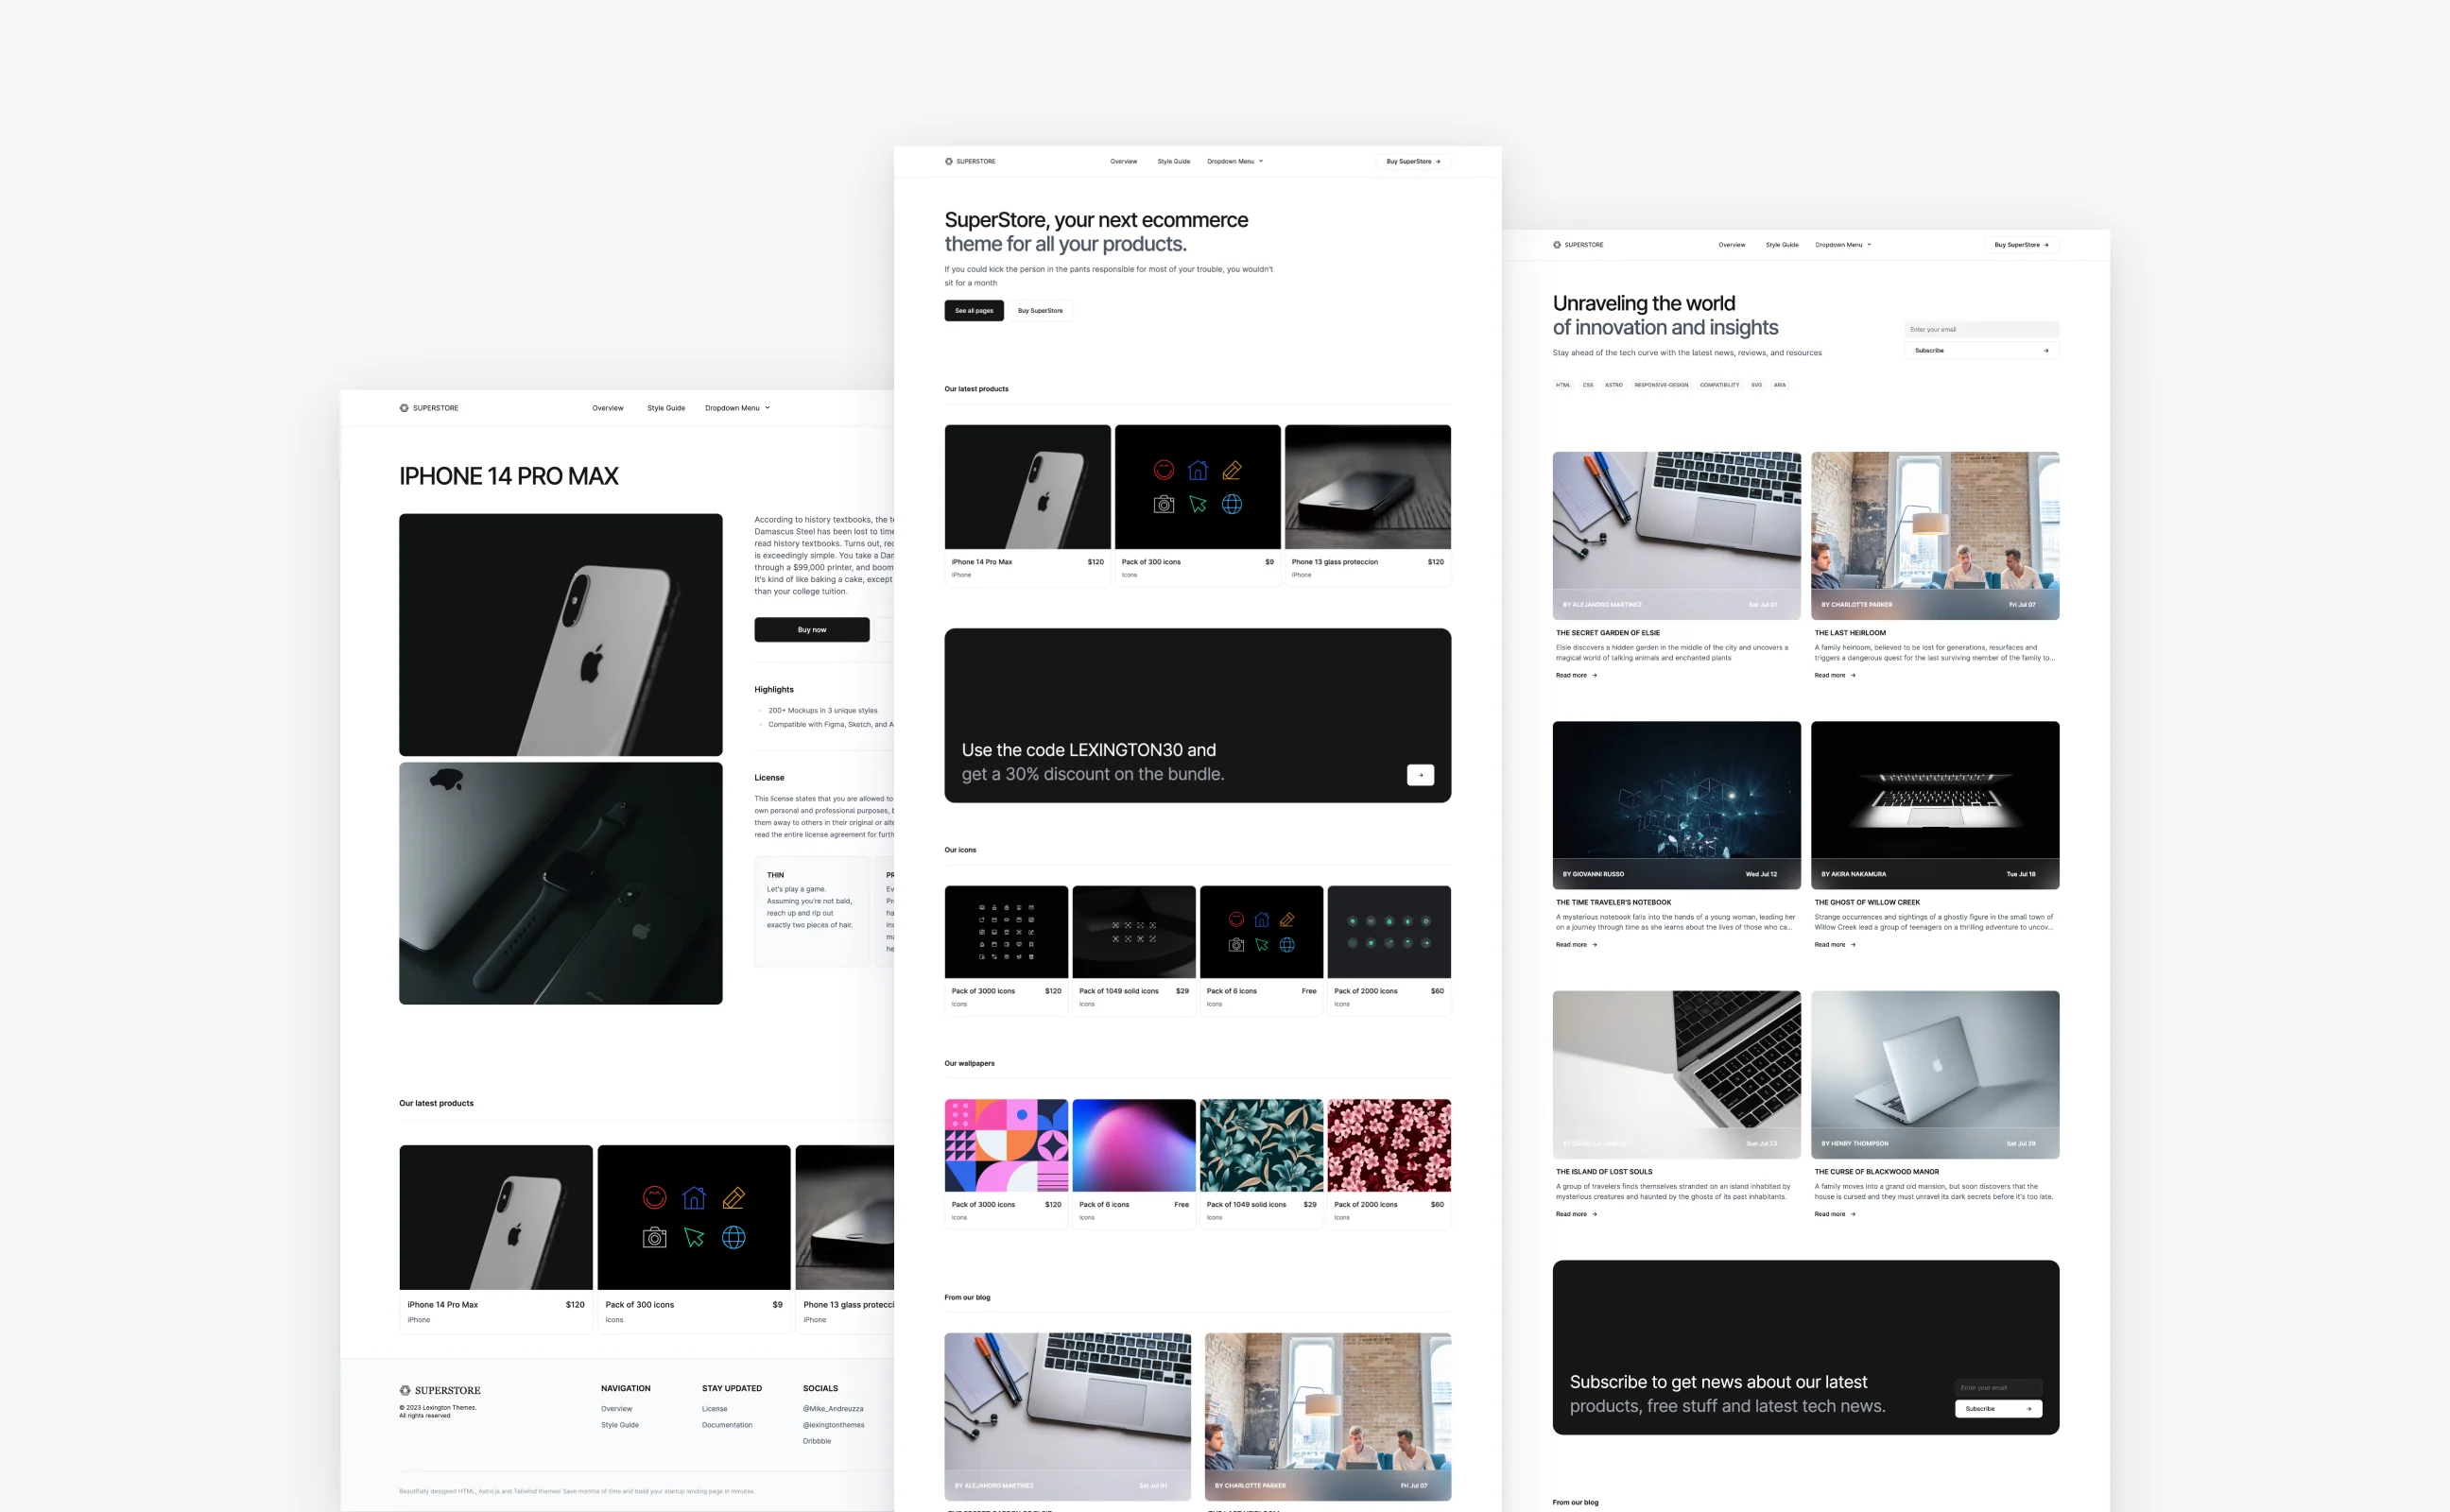 SUPERSTORE
Overview
Style Guide
Dropdown Menu
IPHONE 14 PRO MAX
According to history textbooks, the t
Damascus Steel has been lost to time
read history textbooks. Turns out, rec
is exceedingly simple. You take a Dam
through a $99,000 printer, and boom
It's kind of like baking a cake, except
than your college tuition.
Buy now
Highlights
200+ Mockups in 3 unique styles
Compatible with Figma, Sketch, and A
License
This license states that you are allowed to
own personal and professional purposes, b
them away to others in their original or alte
read the entire license agreement for furth
THIN
Let's play a game.
Assuming you're not bald,
reach up and rip out
exactly two pieces of hair.
PR
Ev
Pro
ha
inc
ma
he
Our latest products
iPhone 14 Pro Max $120
iPhone
Pack of 300 icons $9
Icons
Phone 13 glass protecci
iPhone
SUPERSTORE
© 2023 Lexington Themes.
All rights reserved
NAVIGATION
Overview
Style Guide
STAY UPDATED
License
Documentation
SOCIALS
@Mike_Andreuzza
@lexingtonthemes
Dribbble
Beautifully designed HTML, Astro.js and Tailwind themes! Save months of time and build your startup landing page in minutes.
SUPERSTORE
Overview
Style Guide
Dropdown Menu
Buy SuperStore →
SuperStore, your next ecommerce
theme for all your products.
If you could kick the person in the pants responsible for most of your trouble, you wouldn't
sit for a month
See all pages
Buy SuperStore
Our latest products
iPhone 14 Pro Max $120
iPhone
Pack of 300 icons $9
Icons
Phone 13 glass proteccion $120
iPhone
Use the code LEXINGTON30 and
get a 30% discount on the bundle.
→
Our icons
Pack of 3000 icons $120
Icons
Pack of 1049 solid icons $29
Icons
Pack of 6 icons Free
Icons
Pack of 2000 icons $60
Icons
Our wallpapers
Pack of 3000 icons $120
Icons
Pack of 6 icons Free
Icons
Pack of 1049 solid icons $29
Icons
Pack of 2000 icons $60
Icons
From our blog
BY ALEJANDRO MARTINEZ Sat Jul 01
BY CHARLOTTE PARKER Fri Jul 07
SUPERSTORE
Overview
Style Guide
Dropdown Menu
Buy SuperStore →
Unraveling the world
of innovation and insights
Stay ahead of the tech curve with the latest news, reviews, and resources
Enter your email
Subscribe →
HTML
CSS
ASTRO
RESPONSIVE-DESIGN
COMPATIBILITY
SVG
ARIA
BY ALEJANDRO MARTINEZ Sat Jul 01
THE SECRET GARDEN OF ELSIE
Elsie discovers a hidden garden in the middle of the city and uncovers a
magical world of talking animals and enchanted plants
Read more →
BY CHARLOTTE PARKER Fri Jul 07
THE LAST HEIRLOOM
A family heirloom, believed to be lost for generations, resurfaces and
triggers a dangerous quest for the last surviving member of the family to...
Read more →
BY GIOVANNI RUSSO Wed Jul 12
THE TIME TRAVELER'S NOTEBOOK
A mysterious notebook falls into the hands of a young woman, leading her
on a journey through time as she learns about the lives of those who ca...
Read more →
BY AKIRA NAKAMURA Tue Jul 18
THE GHOST OF WILLOW CREEK
Strange occurrences and sightings of a ghostly figure in the small town of
Willow Creek lead a group of teenagers on a thrilling adventure to uncov...
Read more →
Sun Jul 23
THE ISLAND OF LOST SOULS
A group of travelers finds themselves stranded on an island inhabited by
mysterious creatures and haunted by the ghosts of its past inhabitants.
Read more →
BY HENRY THOMPSON Sat Jul 29
THE CURSE OF BLACKWOOD MANOR
A family moves into a grand old mansion, but soon discovers that the
house is cursed and they must unravel its dark secrets before it's too late.
Read more →
Subscribe to get news about our latest
products, free stuff and latest tech news.
Enter your email
Subscribe →
From our blog